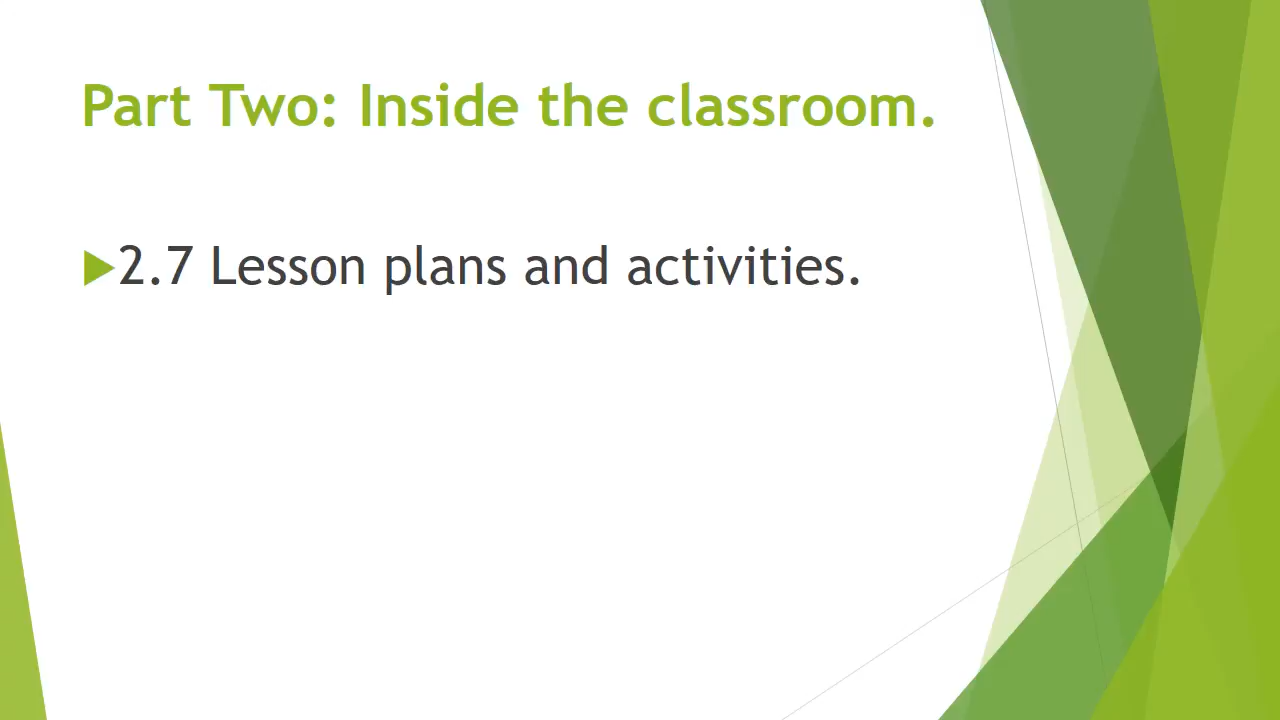 Part Two: Inside the classroom.
2.7 Lesson plans and activities.